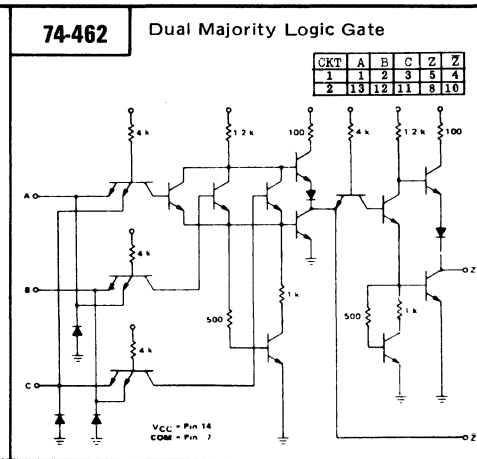 74-462
Dual Majority Logic Gate
CKT A B C Z Z̅
1 1 2 3 5 4
2 13 12 11 8 10
4 k
1.2 k
100
4 k
1.2 k
100
A
4 k
B
Z
500
1 k
500
1 k
4 k
C
VCC = Pin 14
COM = Pin 7
Z̅